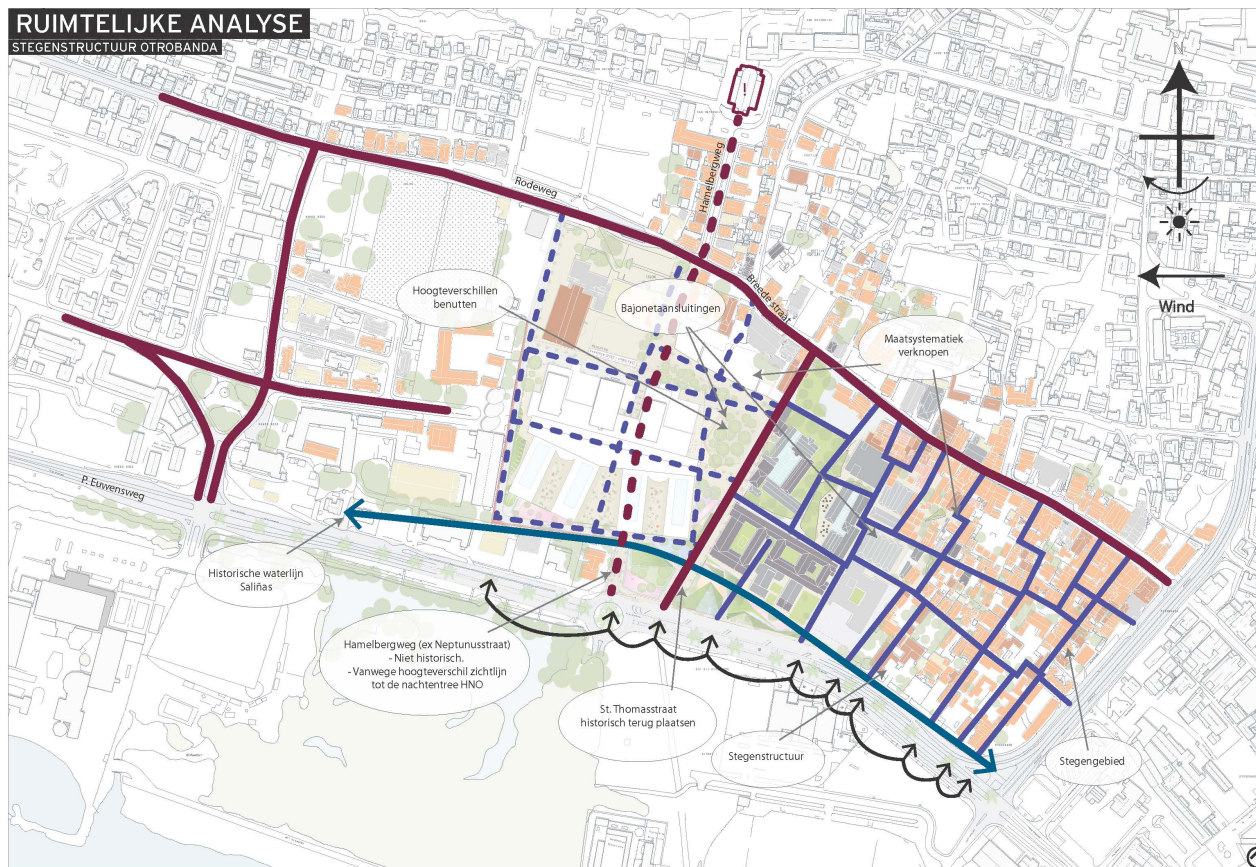 RUIMTELIJKE ANALYSE
STEGENSTRUCTUUR OTROBANDA
N
Wind
Hamelbergweg
Rodeweg
Breede straat
Hoogteverschillen
benutten
Bajonetaansluitingen
Maatsystematiek
verknopen
P. Euwensweg
Historische waterlijn
Saliñas
Hamelbergweg (ex Neptunusstraat)
- Niet historisch.
- Vanwege hoogteverschil zichtlijn
tot de nachtentree HNO
St. Thomasstraat
historisch terug plaatsen
Stegenstructuur
Stegengebied